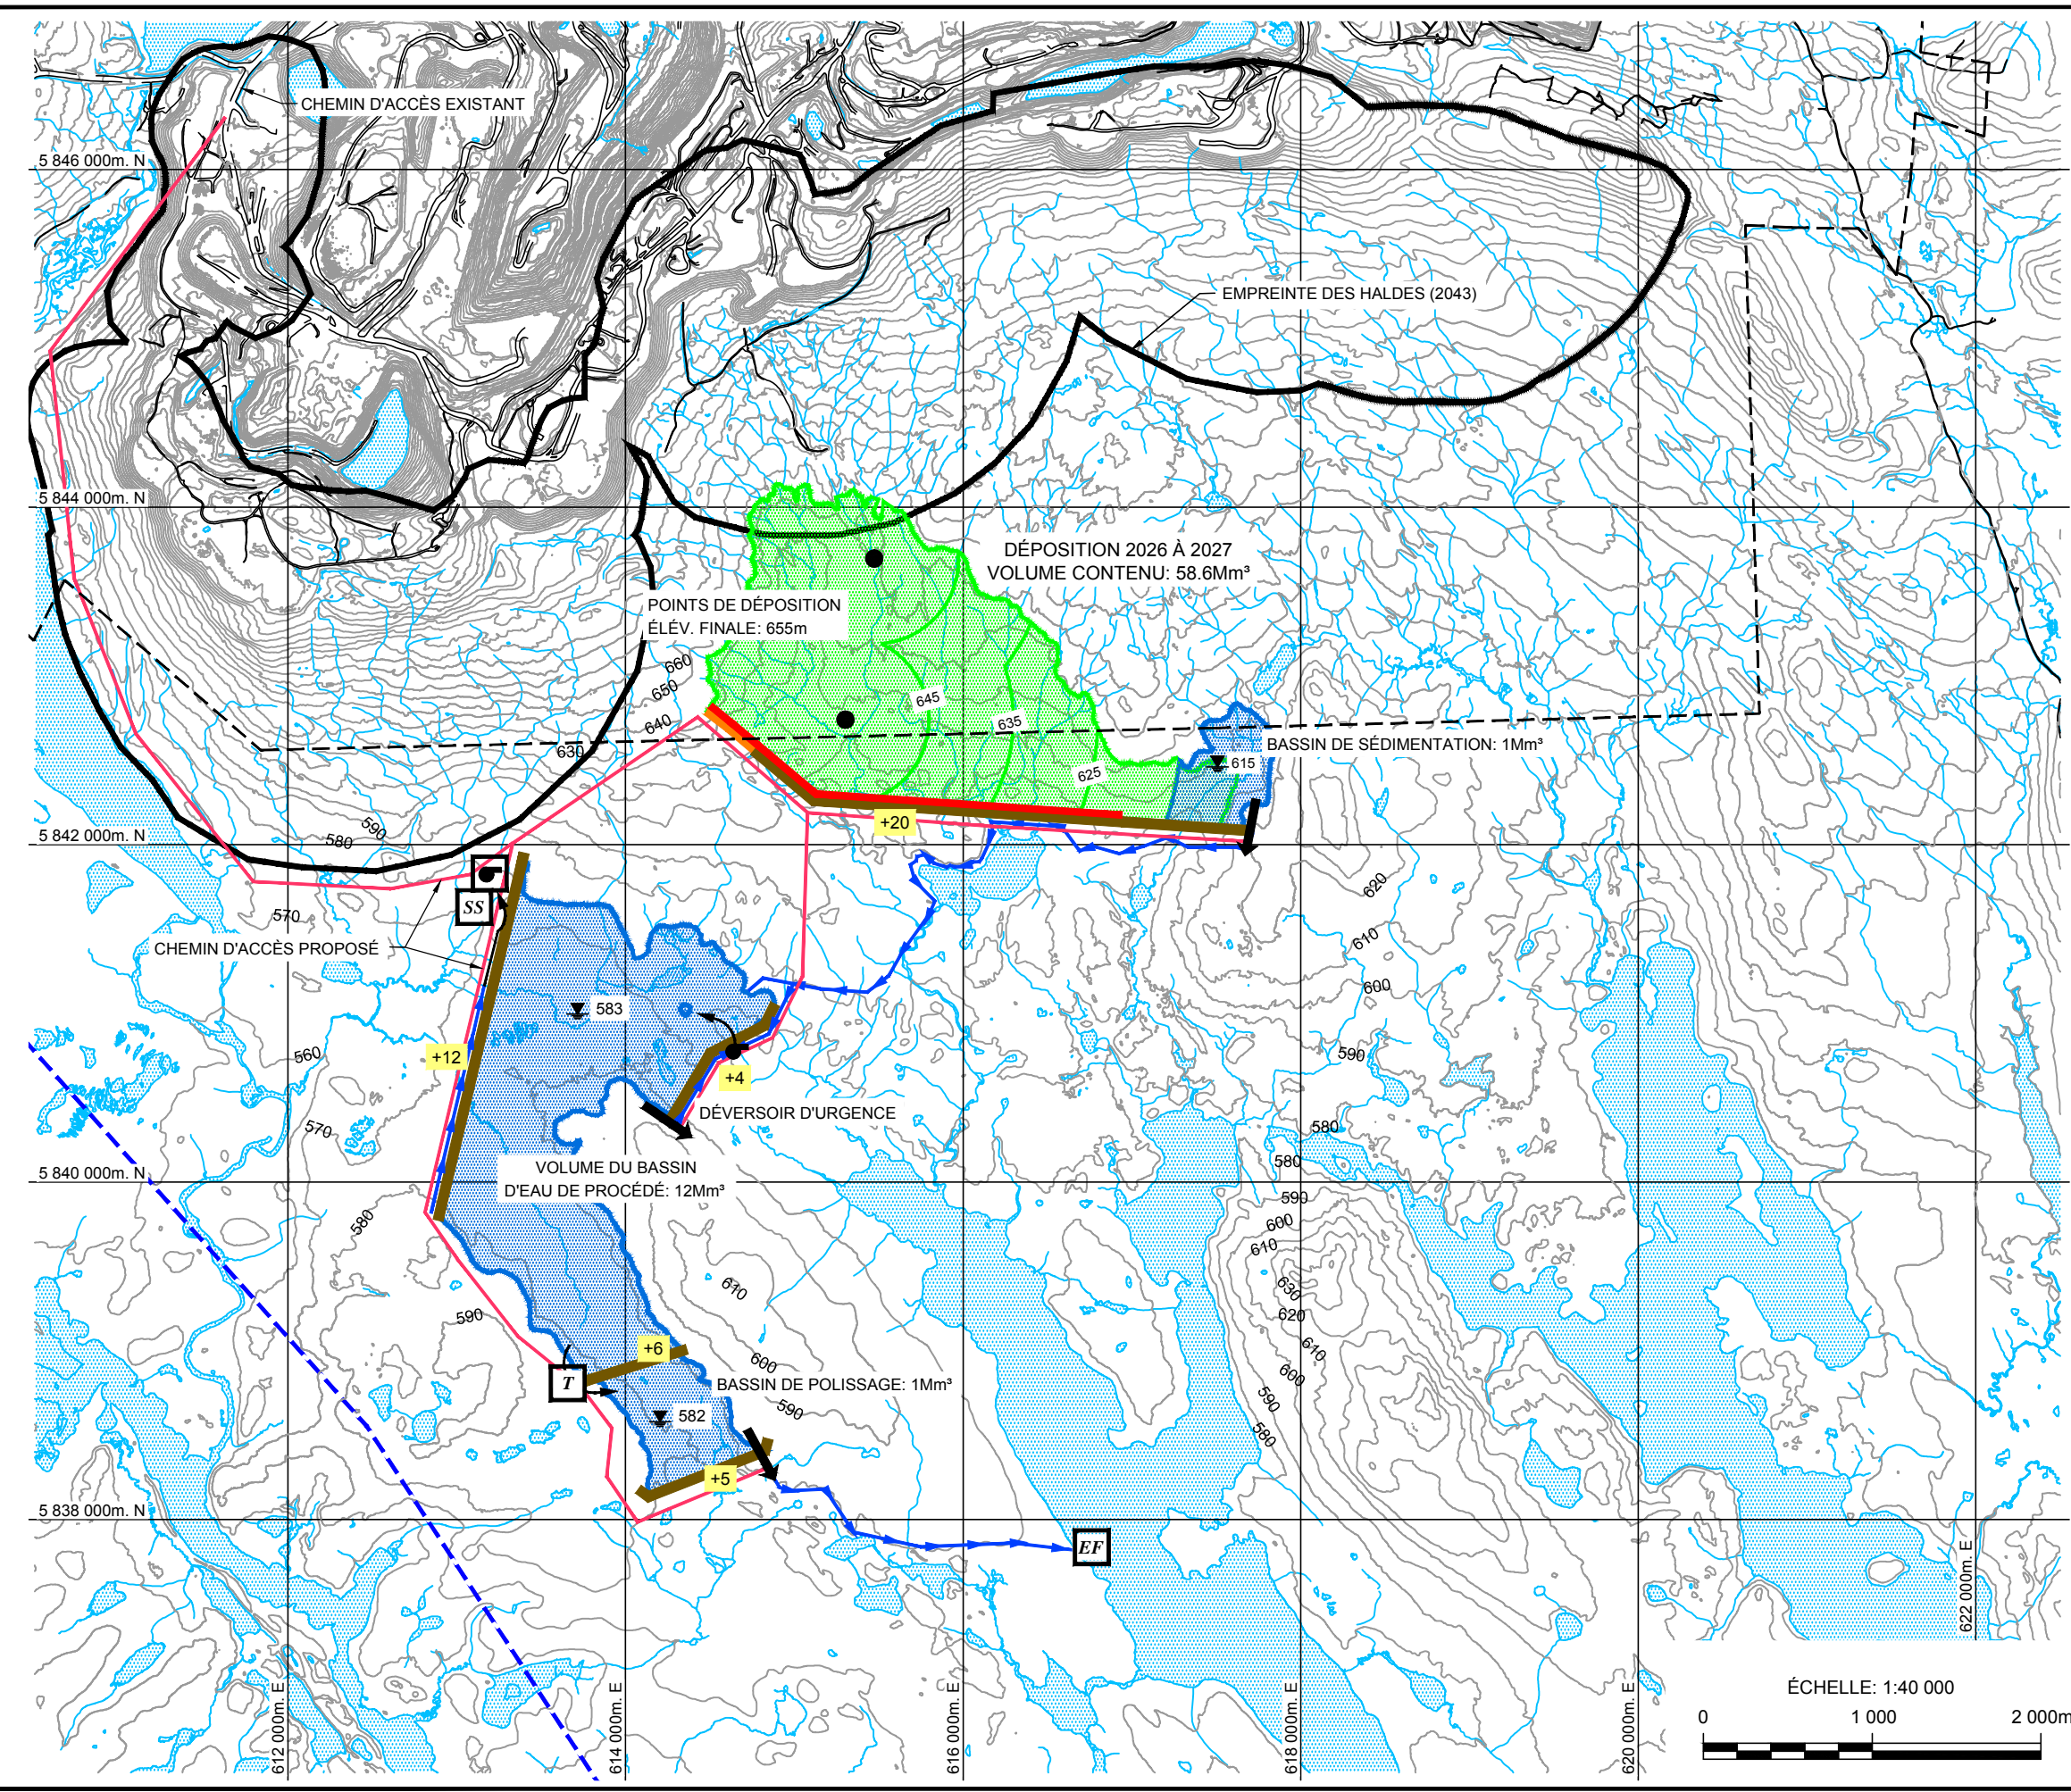 CHEMIN D'ACCÈS EXISTANT
5 846 000m. N
EMPREINTE DES HALDES (2043)
5 844 000m. N
DÉPOSITION 2026 À 2027
VOLUME CONTENU: 58.6Mm³
POINTS DE DÉPOSITION
ÉLÉV. FINALE: 655m
660
650
640
630
645
635
625
BASSIN DE SÉDIMENTATION: 1Mm³
615
+20
5 842 000m. N
590
580
570
SS
CHEMIN D'ACCÈS PROPOSÉ
620
610
600
590
580
583
560
+12
+4
570
DÉVERSOIR D'URGENCE
VOLUME DU BASSIN
D'EAU DE PROCÉDÉ: 12Mm³
5 840 000m. N
580
580
590
600
610
630
620
610
600
590
580
610
590
+6
600
T
BASSIN DE POLISSAGE: 1Mm³
590
582
+5
5 838 000m. N
EF
612 000m. E
614 000m. E
616 000m. E
618 000m. E
620 000m. E
622 000m. E
ÉCHELLE: 1:40 000
0
1 000
2 000m